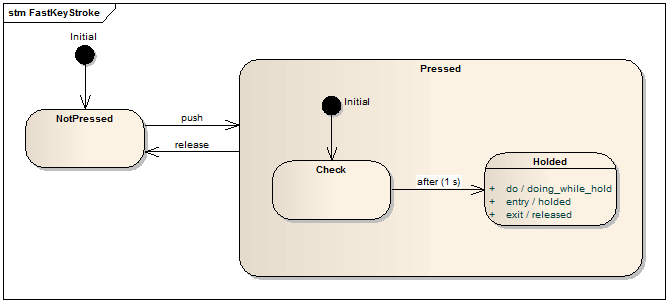 stm FastKeyStroke
Initial
NotPressed
push
release
Pressed
Initial
Check
after (1 s)
Holded
+ do / doing_while_hold
+ entry / holded
+ exit / released